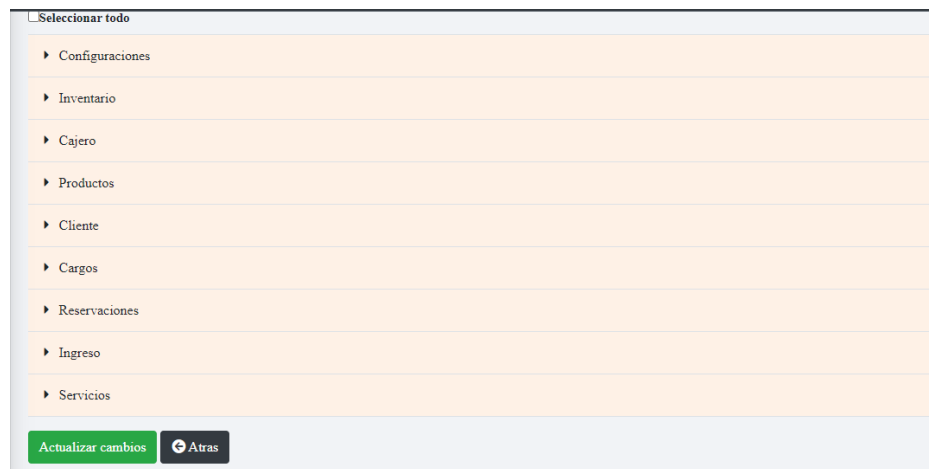 Seleccionar todo
Configuraciones
Inventario
Cajero
Productos
Cliente
Cargos
Reservaciones
Ingreso
Servicios
Actualizar cambios Atras